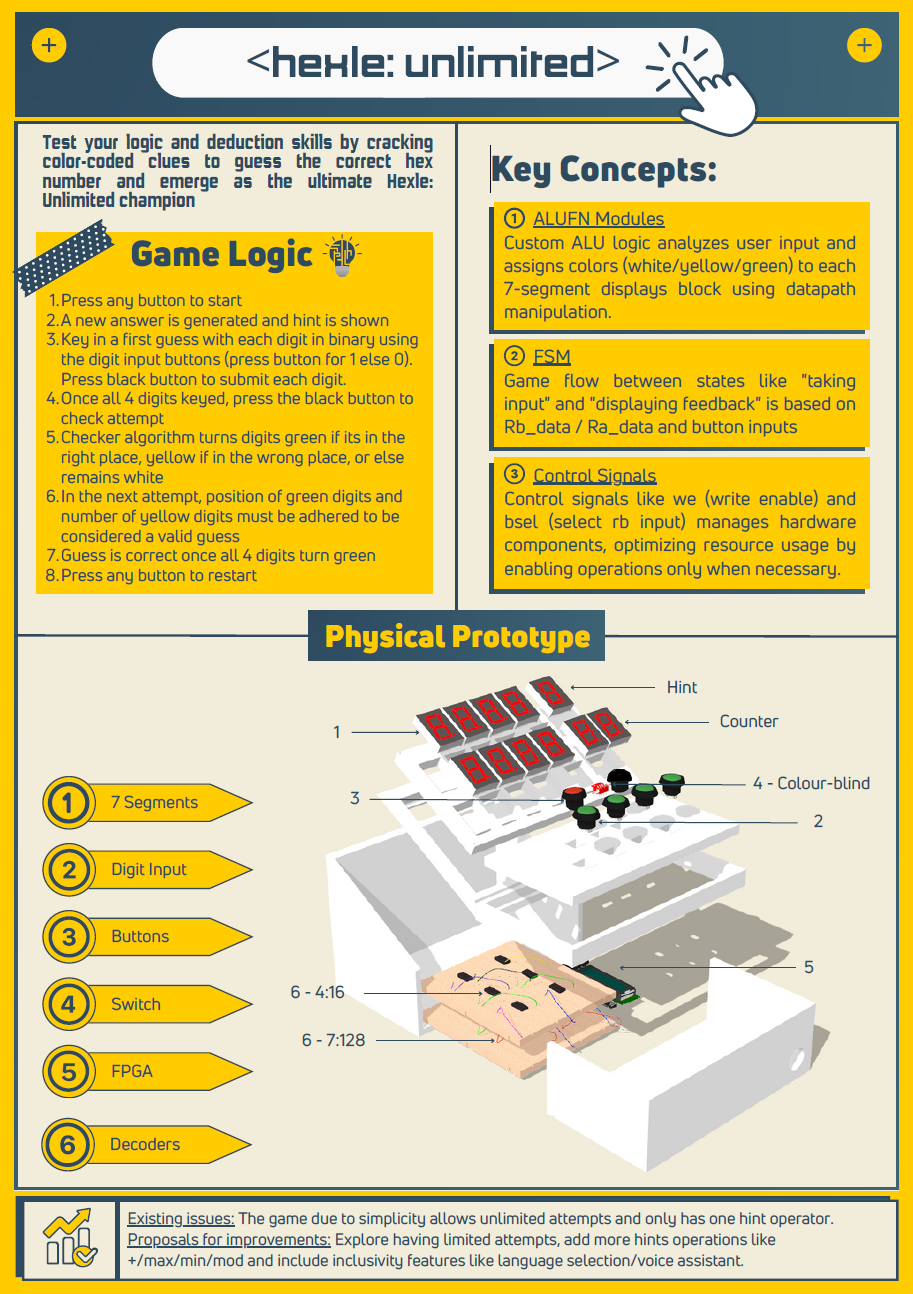 <hexle: unlimited>
Test your logic and deduction skills by cracking
color-coded clues to guess the correct hex
number and emerge as the ultimate Hexle:
Unlimited champion
Game Logic
1. Press any button to start
2. A new answer is generated and hint is shown
3. Key in a first guess with each digit in binary using
the digit input buttons (press button for 1 else 0).
Press black button to submit each digit.
4. Once all 4 digits keyed, press the black button to
check attempt
5. Checker algorithm turns digits green if its in the
right place, yellow if in the wrong place, or else
remains white
6. In the next attempt, position of green digits and
number of yellow digits must be adhered to be
considered a valid guess
7. Guess is correct once all 4 digits turn green
8. Press any button to restart
Key Concepts:
1 ALUFN Modules
Custom ALU logic analyzes user input and
assigns colors (white/yellow/green) to each
7-segment displays block using datapath
manipulation.
2 FSM
Game flow between states like "taking
input" and "displaying feedback" is based on
Rb_data / Ra_data and button inputs
3 Control Signals
Control signals like we (write enable) and
bsel (select rb input) manages hardware
components, optimizing resource usage by
enabling operations only when necessary.
Physical Prototype
Hint
Counter
1
4 - Colour-blind
3
2
5
6 - 4:16
6 - 7:128
1 7 Segments
2 Digit Input
3 Buttons
4 Switch
5 FPGA
6 Decoders
Existing issues: The game due to simplicity allows unlimited attempts and only has one hint operator.
Proposals for improvements: Explore having limited attempts, add more hints operations like
+/max/min/mod and include inclusivity features like language selection/voice assistant.